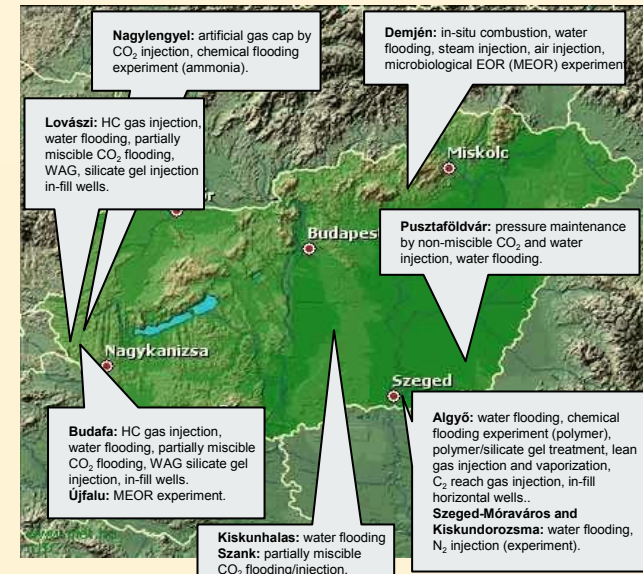 Nagylengyel: artificial gas cap by
CO₂ injection, chemical flooding
experiment (ammonia).
Demjén: in-situ combustion, water
flooding, steam injection, air injection,
microbiological EOR (MEOR) experiment
Lovászi: HC gas injection,
water flooding, partially
miscible CO₂ flooding,
WAG, silicate gel injection
in-fill wells.
Miskolc
Budapest
Pusztaföldvár: pressure maintenance
by non-miscible CO₂ and water
injection, water flooding.
Nagykanizsa
Szeged
Budafa: HC gas injection,
water flooding, partially miscible
CO₂ flooding, WAG silicate gel
injection, in-fill wells.
Újfalu: MEOR experiment.
Algyő: water flooding, chemical
flooding experiment (polymer),
polymer/silicate gel treatment, lean
gas injection and vaporization,
C₂ reach gas injection, in-fill
horizontal wells..
Szeged-Móraváros and
Kiskundorozsma: water flooding,
N₂ injection (experiment).
Kiskunhalas: water flooding
Szank: partially miscible
CO₂ flooding/injection.